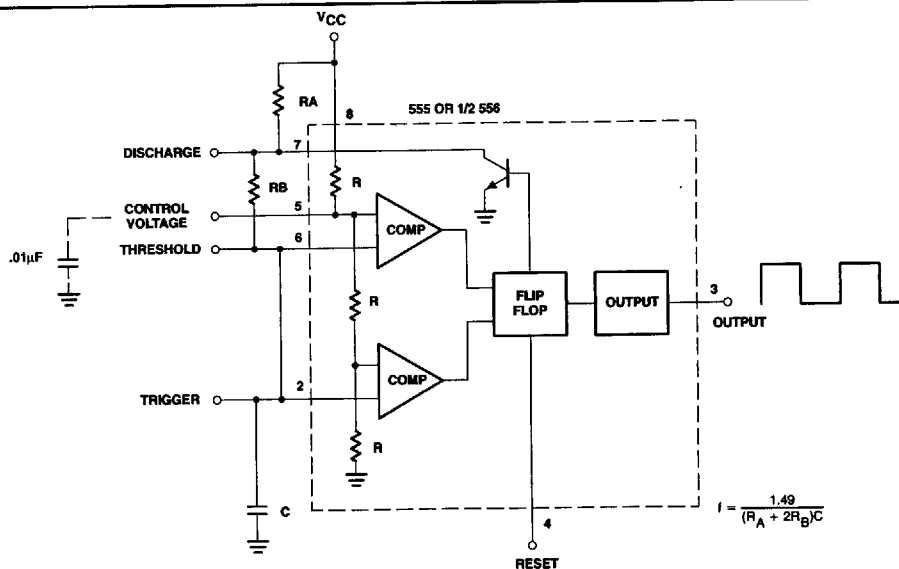 VCC
RA
8
555 OR 1/2 556
DISCHARGE
7
RB
R
CONTROL
VOLTAGE
5
COMP
THRESHOLD
6
.01μF
R
FLIP
FLOP
OUTPUT
3
OUTPUT
COMP
TRIGGER
2
R
C
f = 1.49
(RA + 2RB)C
4
RESET